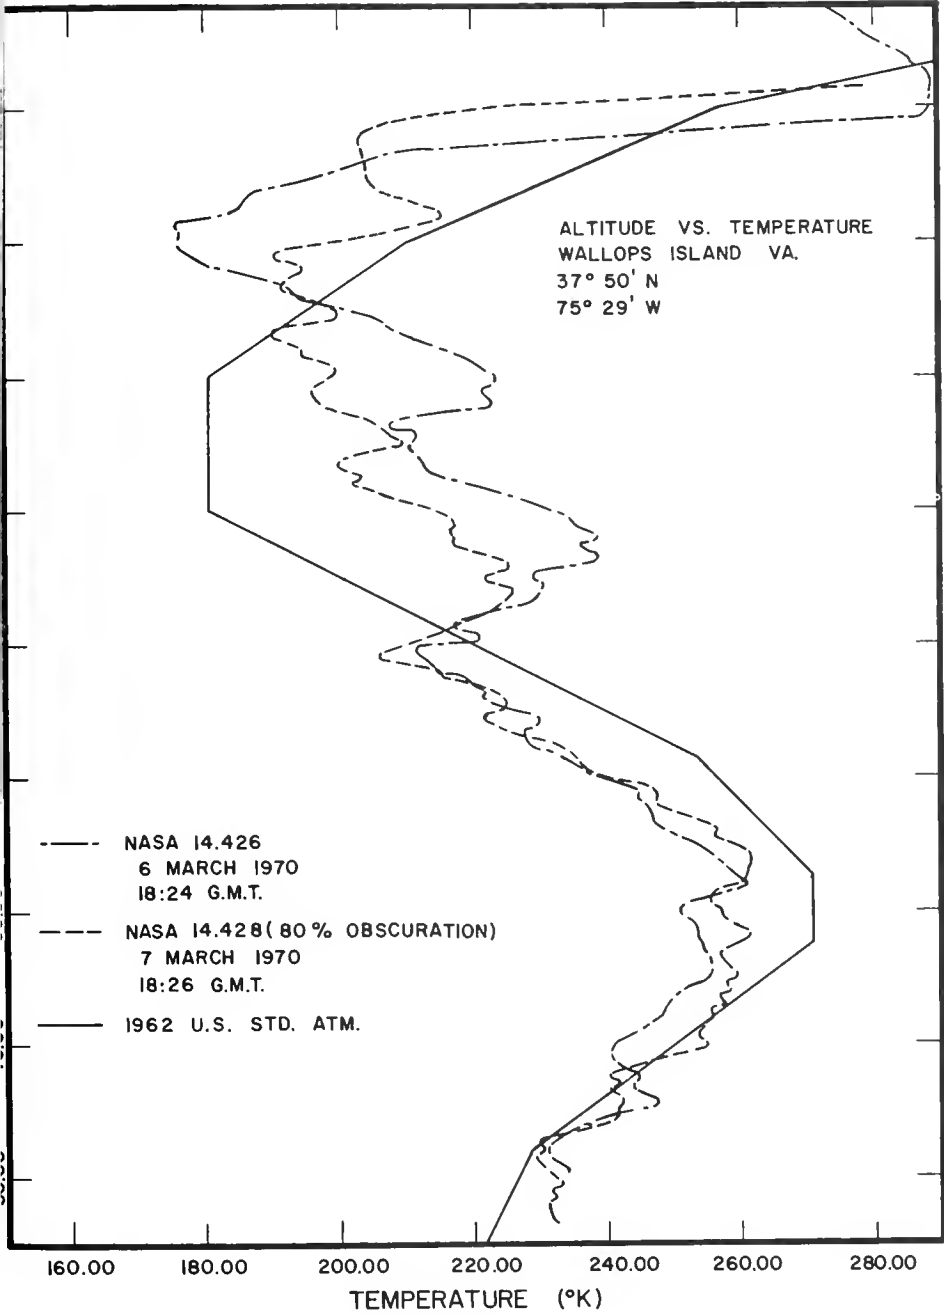 ALTITUDE VS. TEMPERATURE
WALLOPS ISLAND VA.
37° 50' N
75° 29' W
NASA 14.426
6 MARCH 1970
18:24 G.M.T.
NASA 14.428 (80% OBSCURATION)
7 MARCH 1970
18:26 G.M.T.
1962 U.S. STD. ATM.
160.00 180.00 200.00 220.00 240.00 260.00 280.00
TEMPERATURE (°K)